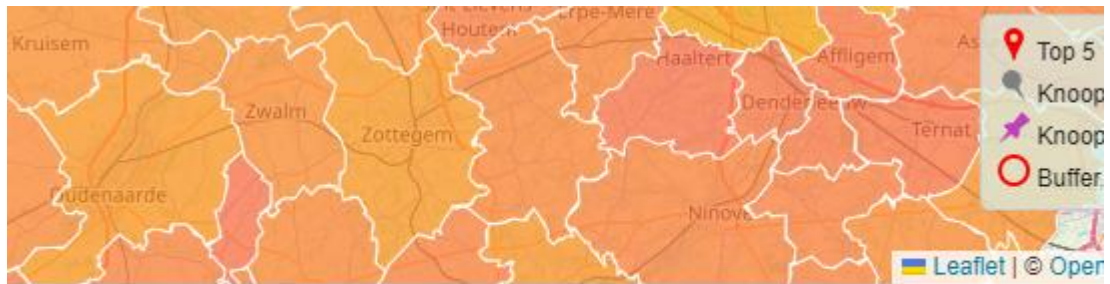 Erpe-Mere
Houtem
Kruisem
As
Top 5
Haaltert
Affligem
Knoop
Zwalm
Denderleeuw
Knoop
Zottegem
Ternat
Buffer
Oudenaarde
Ninove
Leaflet | © Open